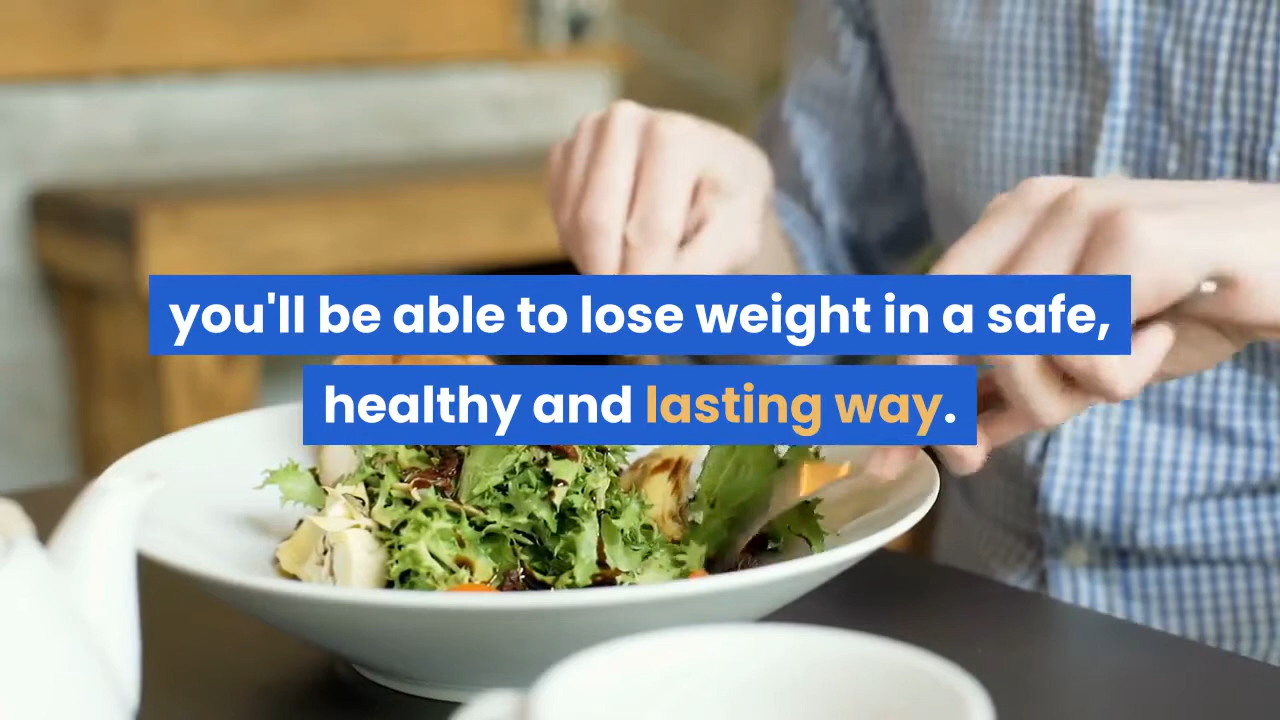 you'll be able to lose weight in a safe,
healthy and lasting way.